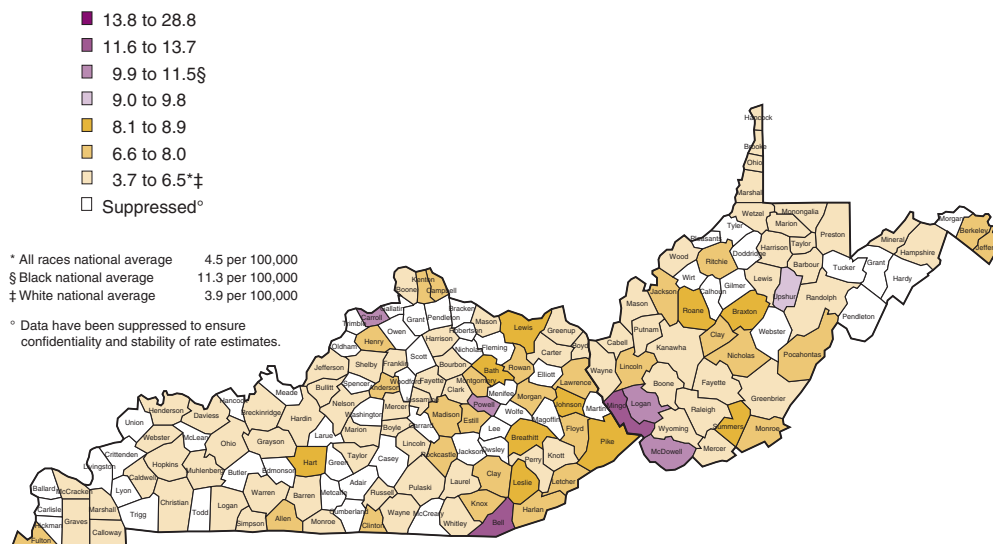 13.8 to 28.8
11.6 to 13.7
9.9 to 11.5§
9.0 to 9.8
8.1 to 8.9
6.6 to 8.0
3.7 to 6.5*‡
Suppressed°
* All races national average 4.5 per 100,000
§ Black national average 11.3 per 100,000
‡ White national average 3.9 per 100,000
° Data have been suppressed to ensure
confidentiality and stability of rate estimates.
Hancock
Brooke
Ohio
Marshall
Wetzel
Monongalia
Marion
Preston
Tyler
Pleasants
Doddridge
Harrison
Taylor
Wood
Ritchie
Barbour
Tucker
Mineral
Hampshire
Morgan
Berkeley
Jeffer
Grant
Hardy
Wirt
Calhoun
Gilmer
Lewis
Upshur
Randolph
Pendleton
Mason
Jackson
Roane
Braxton
Webster
Putnam
Clay
Nicholas
Pocahontas
Cabell
Kanawha
Wayne
Lincoln
Boone
Fayette
Greenbrier
Mingo
Logan
Raleigh
Wyoming
Summers
Monroe
McDowell
Mercer
Boone
Kenton
Campbell
Gallatin
Carroll
Grant
Pendleton
Bracken
Trimble
Owen
Robertson
Mason
Lewis
Greenup
Henry
Harrison
Nicholas
Fleming
Carter
Boyd
Oldham
Scott
Jefferson
Shelby
Franklin
Bourbon
Bath
Rowan
Elliott
Lawrence
Spencer
Anderson
Woodford
Fayette
Montgomery
Clark
Menifee
Morgan
Bullitt
Jessamine
Powell
Johnson
Martin
Meade
Nelson
Mercer
Madison
Estill
Wolfe
Magoffin
Hancock
Breckinridge
Hardin
Washington
Boyle
Garrard
Lee
Floyd
Henderson
Daviess
Larue
Marion
Lincoln
Rockcastle
Jackson
Owsley
Breathitt
Pike
Union
Webster
McLean
Ohio
Grayson
Taylor
Casey
Perry
Knott
Crittenden
Hopkins
Muhlenberg
Butler
Edmonson
Hart
Green
Adair
Pulaski
Laurel
Clay
Leslie
Letcher
Livingston
Caldwell
Warren
Barren
Metcalfe
Russell
Knox
Harlan
Ballard
McCracken
Lyon
Christian
Logan
Cumberland
Wayne
McCreary
Whitley
Bell
Carlisle
Marshall
Trigg
Todd
Simpson
Allen
Monroe
Clinton
Hickman
Graves
Calloway
Fulton